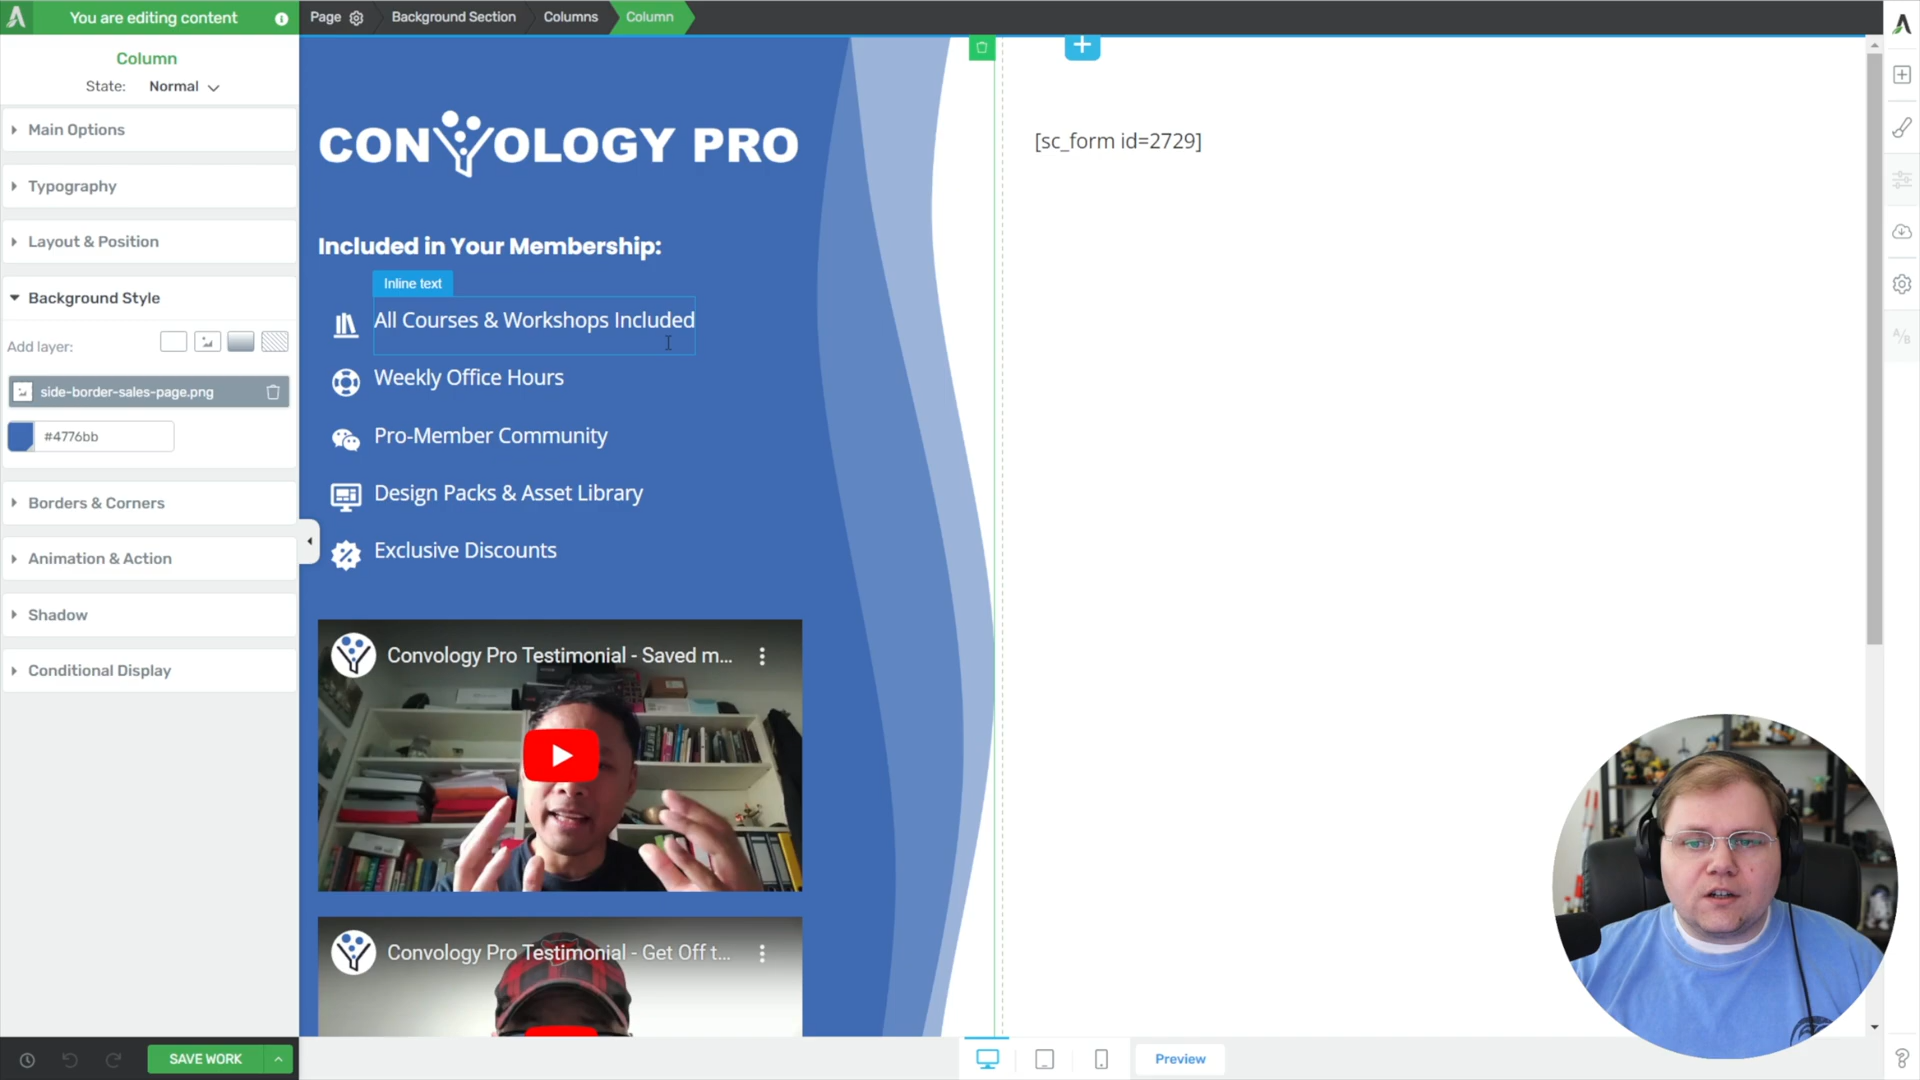 You are editing content
Page
Background Section
Columns
Column
Column
State: Normal
Main Options
Typography
Layout & Position
Background Style
Add layer:
side-border-sales-page.png
#4776bb
Borders & Corners
Animation & Action
Shadow
Conditional Display
SAVE WORK
CONVOLOGY PRO
Included in Your Membership:
Inline text
All Courses & Workshops Included
Weekly Office Hours
Pro-Member Community
Design Packs & Asset Library
Exclusive Discounts
Convology Pro Testimonial - Saved m...
Convology Pro Testimonial - Get Off t...
[sc_form id=2729]
A/B
Preview